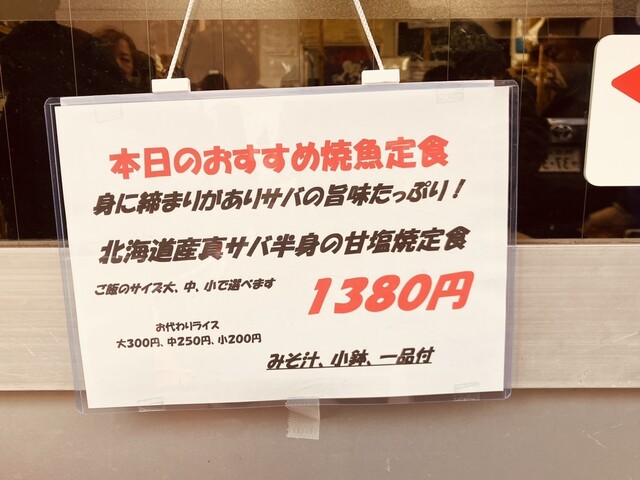 本日のおすすめ焼魚定食
身に締まりがありサバの旨味たっぷり！
北海道産真サバ半身の甘塩焼定食
ご飯のサイズ大、中、小で選べます
1380円
お代わりライス
大300円、中250円、小200円
みそ汁、小鉢、一品付